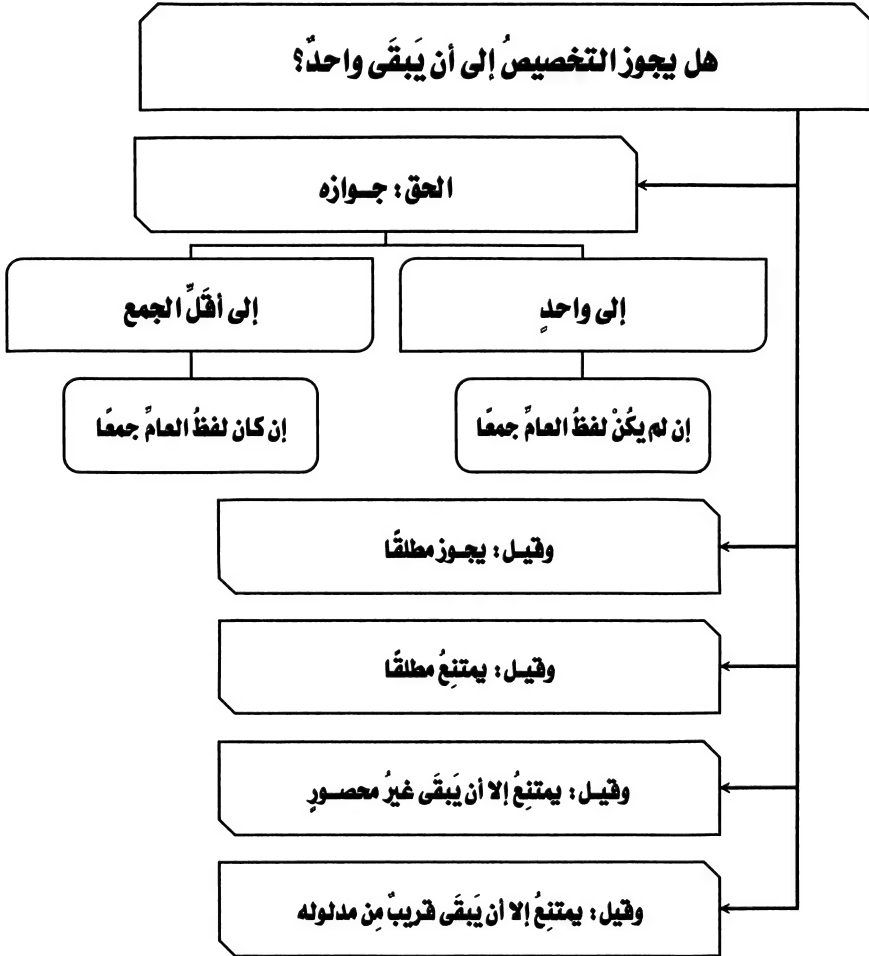 هل يجوز التخصيصُ إلى أن يَبقَى واحدٌ؟
الحق: جـوازه
إلى واحدٍ
إلى أقَلِّ الجمع
إن لم يكُنْ لفظُ العامِّ جمعًا
إن كان لفظُ العامِّ جمعًا
وقيـل: يجـوز مطلقًا
وقيـل: يمتنِعُ مطلقًا
وقيـل: يمتنِعُ إلا أن يَبقَى غيرُ محصـورٍ
وقيل: يمتنِعُ إلا أن يَبقَى قريبٌ مِن مدلوله